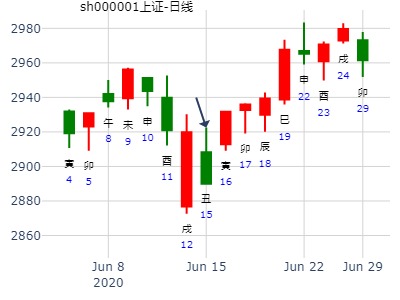 sh000001上证-日线
2980
2960
2940
2920
2900
2880
2860
寅
4
卯
5
午
8
未
9
申
10
酉
11
戌
12
丑
15
寅
16
卯
17
辰
18
巳
19
申
22
酉
23
戌
24
卯
29
Jun 8
2020
Jun 15
Jun 22
Jun 29